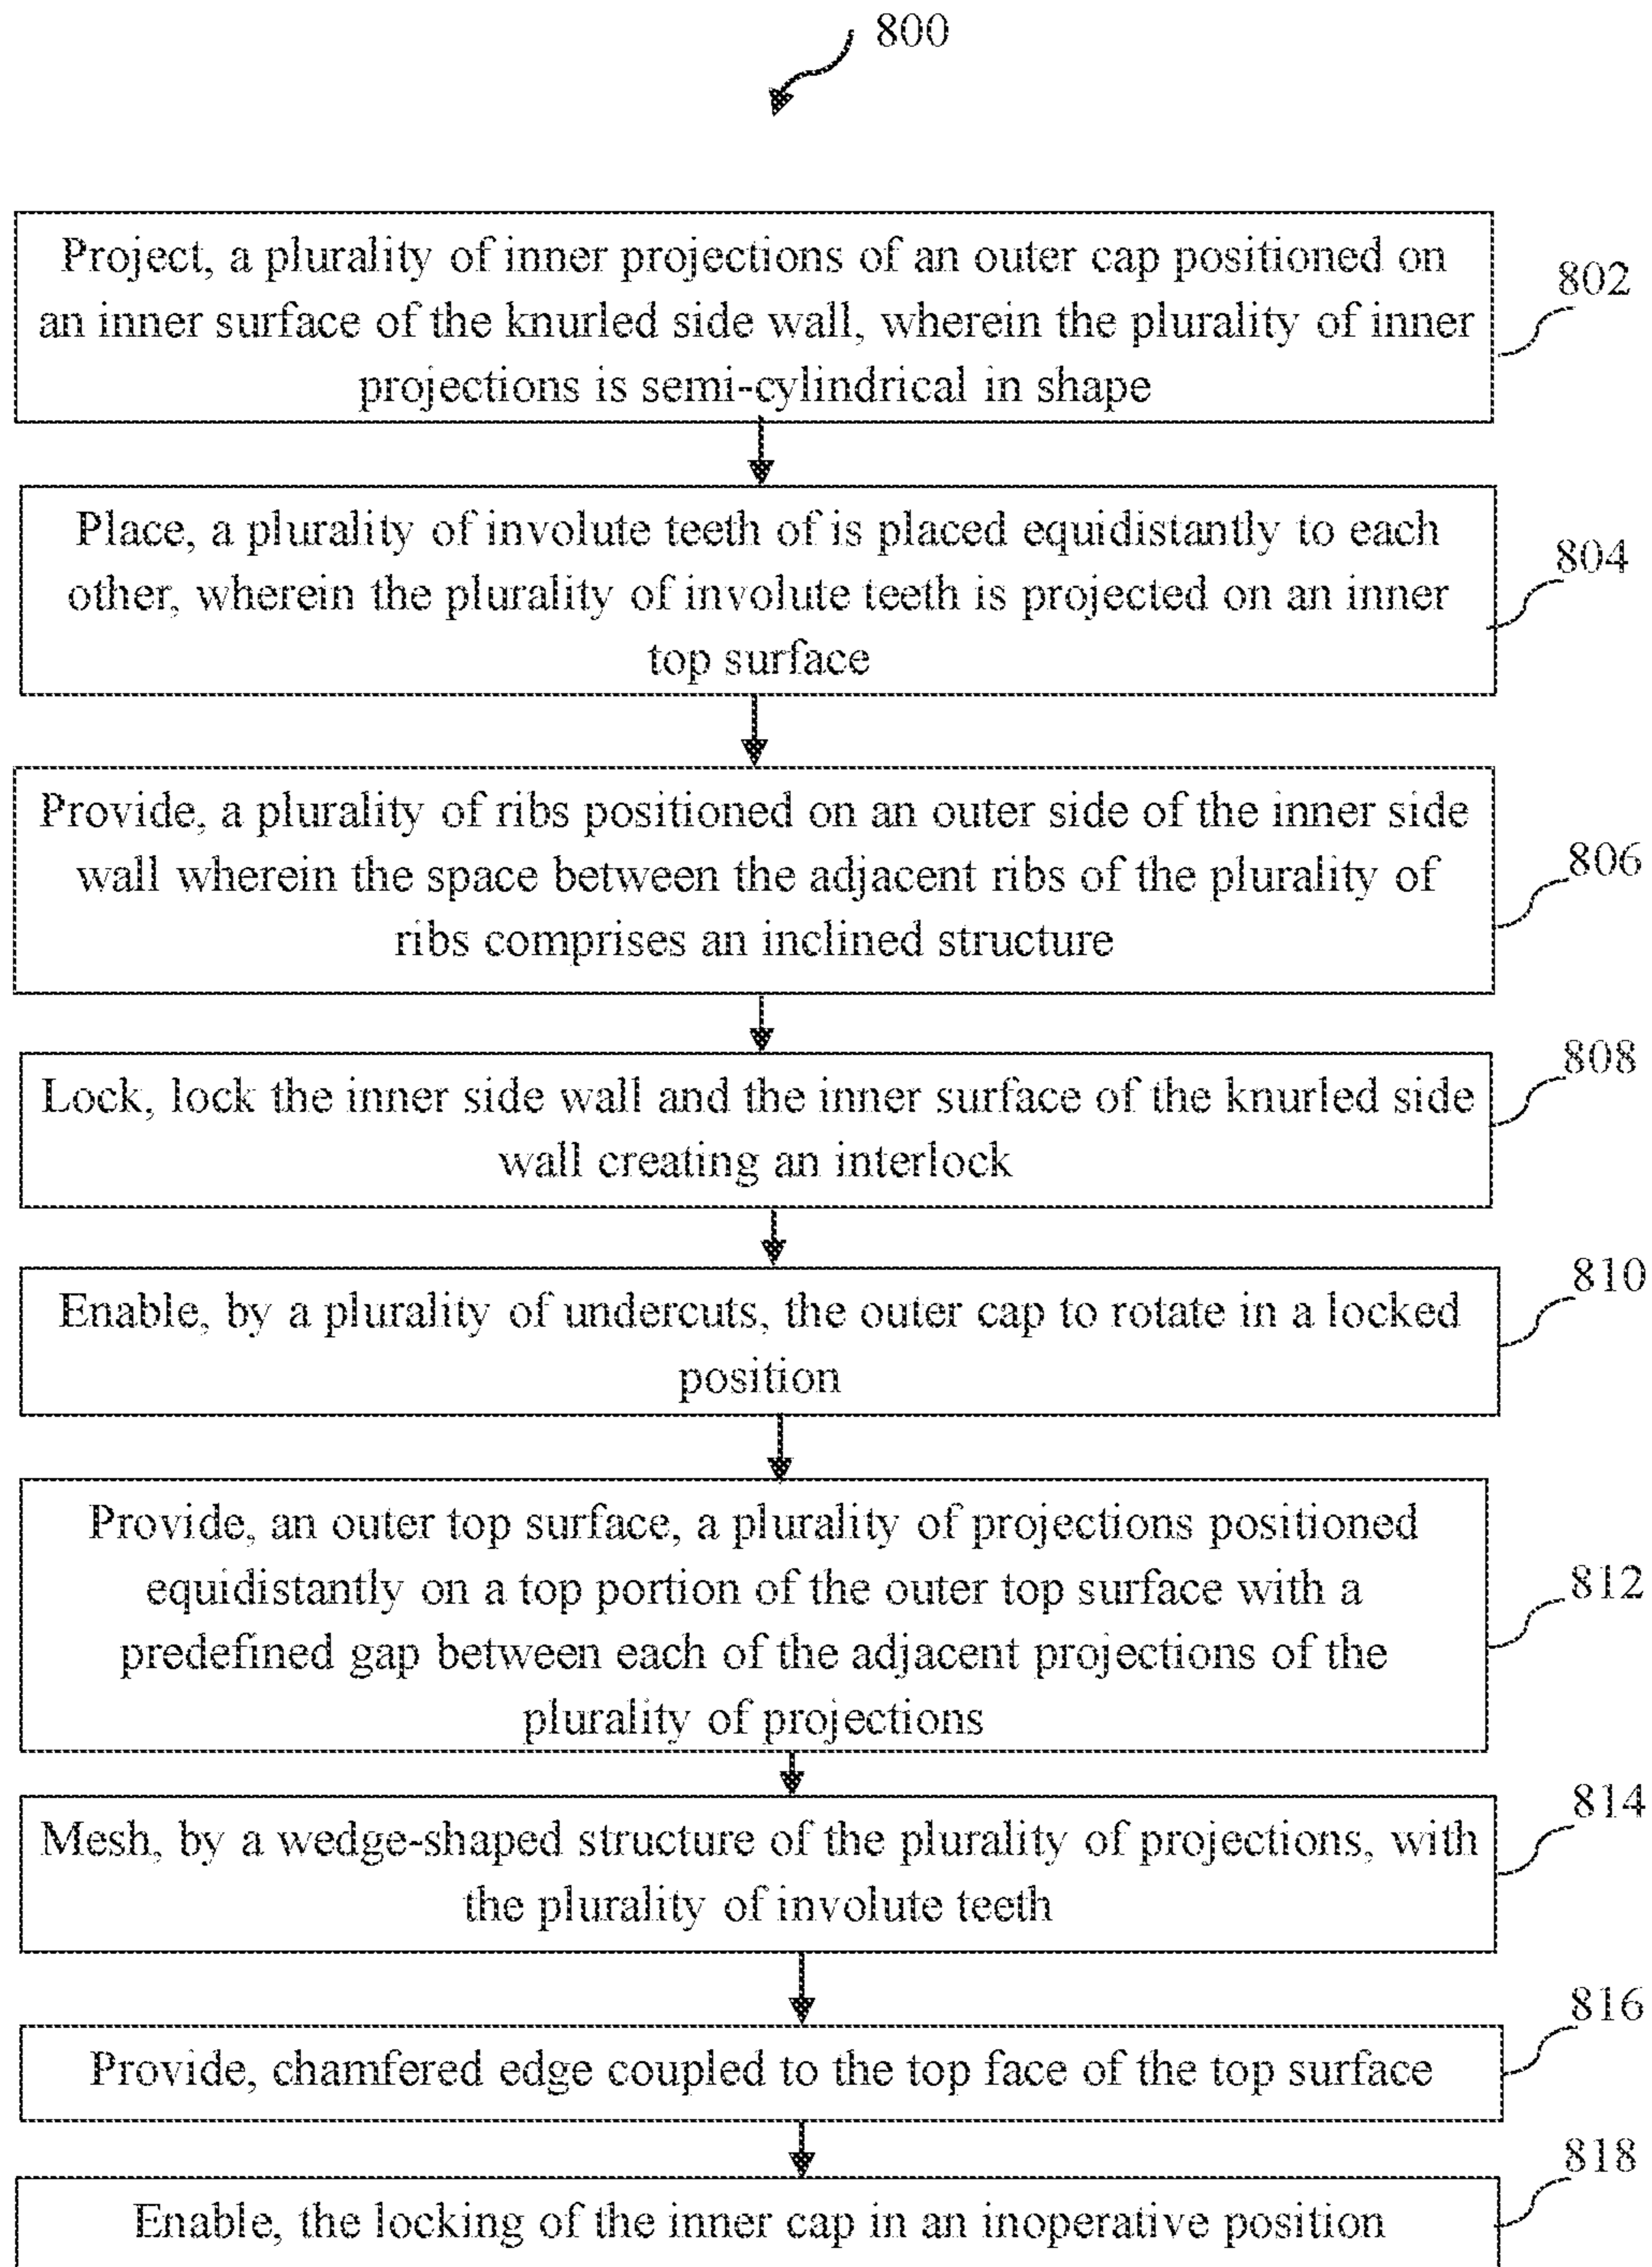 800
Project, a plurality of inner projections of an outer cap positioned on
an inner surface of the knurled side wall, wherein the plurality of inner
projections is semi-cylindrical in shape
802
Place, a plurality of involute teeth of is placed equidistantly to each
other, wherein the plurality of involute teeth is projected on an inner
top surface
804
Provide, a plurality of ribs positioned on an outer side of the inner side
wall wherein the space between the adjacent ribs of the plurality of
ribs comprises an inclined structure
806
Lock, lock the inner side wall and the inner surface of the knurled side
wall creating an interlock
808
Enable, by a plurality of undercuts, the outer cap to rotate in a locked
position
810
Provide, an outer top surface, a plurality of projections positioned
equidistantly on a top portion of the outer top surface with a
predefined gap between each of the adjacent projections of the
plurality of projections
812
Mesh, by a wedge-shaped structure of the plurality of projections, with
the plurality of involute teeth
814
Provide, chamfered edge coupled to the top face of the top surface
816
Enable, the locking of the inner cap in an inoperative position
818